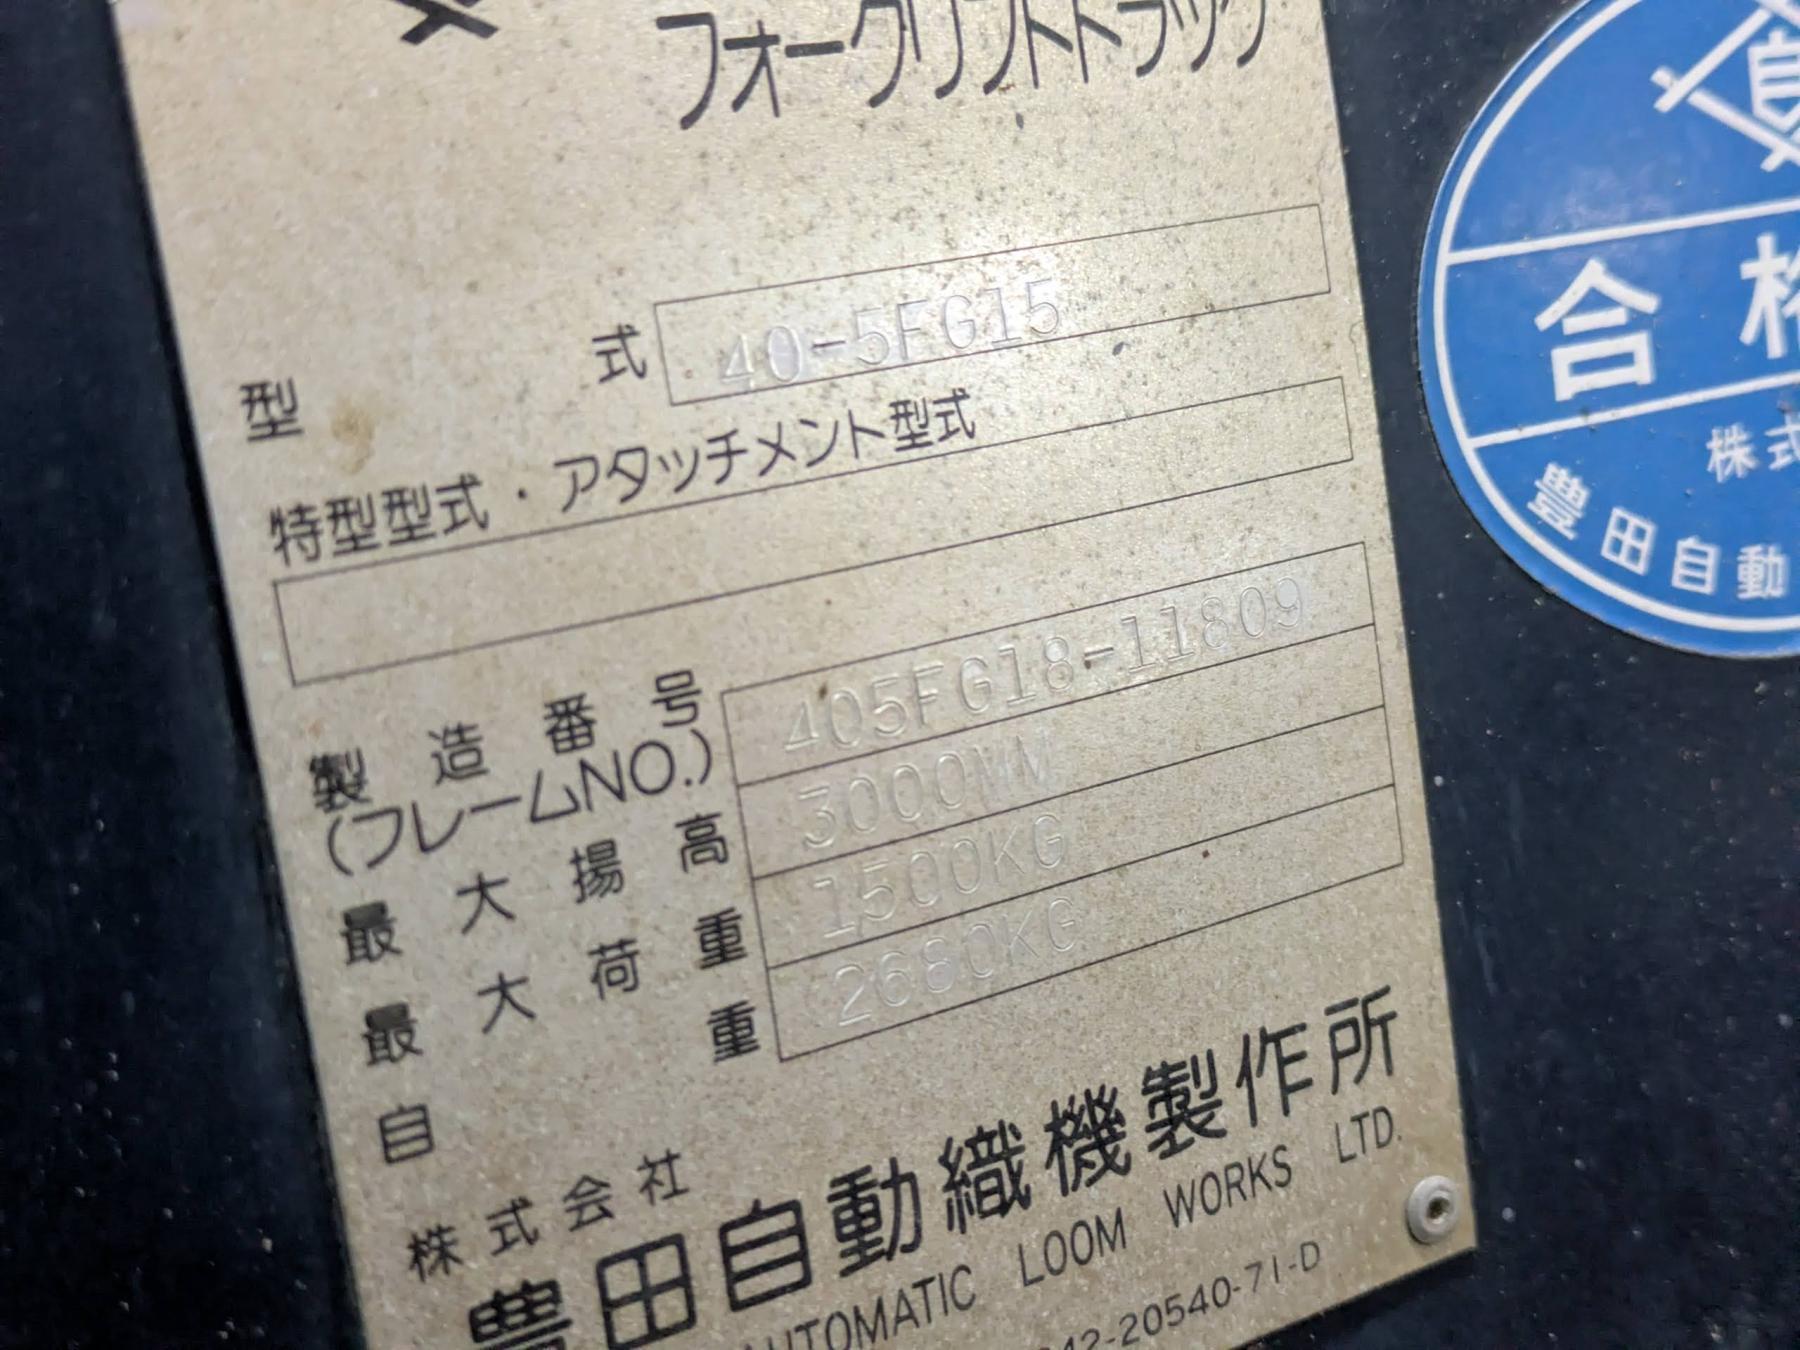 フォークリフトトラック
型 式 40-5FG15
特型型式・アタッチメント型式
製造番号 405FG18-11809
(フレームNO.)
最大揚高 3000MM
最大荷重 1500KG
自重 2680KG
株式会社
豊田自動織機製作所
AUTOMATIC LOOM WORKS LTD.
42-20540-71-D
合格
株式
豊田自動